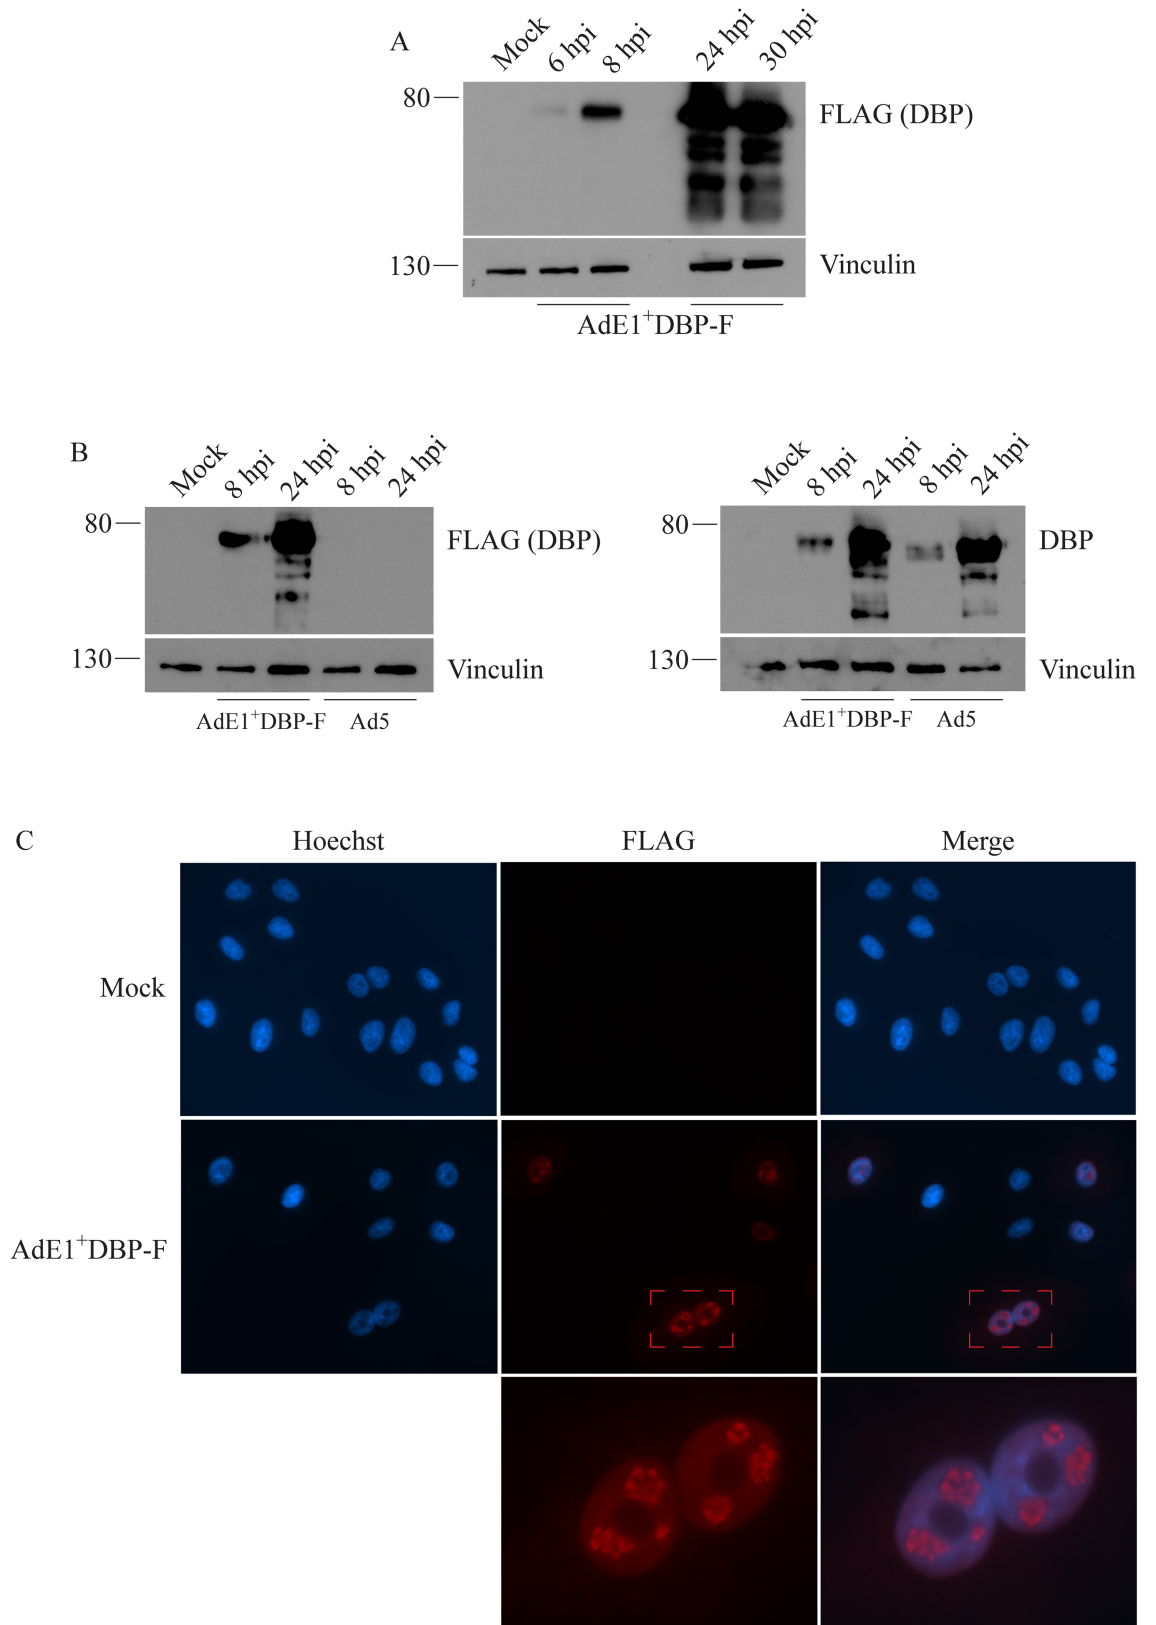 A
Mock 6 hpi 8 hpi 24 hpi 30 hpi
80 FLAG (DBP)
130 Vinculin
AdE1+DBP-F
B
Mock 8 hpi 24 hpi 8 hpi 24 hpi
80 FLAG (DBP)
130 Vinculin
AdE1+DBP-F Ad5
Mock 8 hpi 24 hpi 8 hpi 24 hpi
80 DBP
130 Vinculin
AdE1+DBP-F Ad5
C
Hoechst FLAG Merge
Mock
AdE1+DBP-F